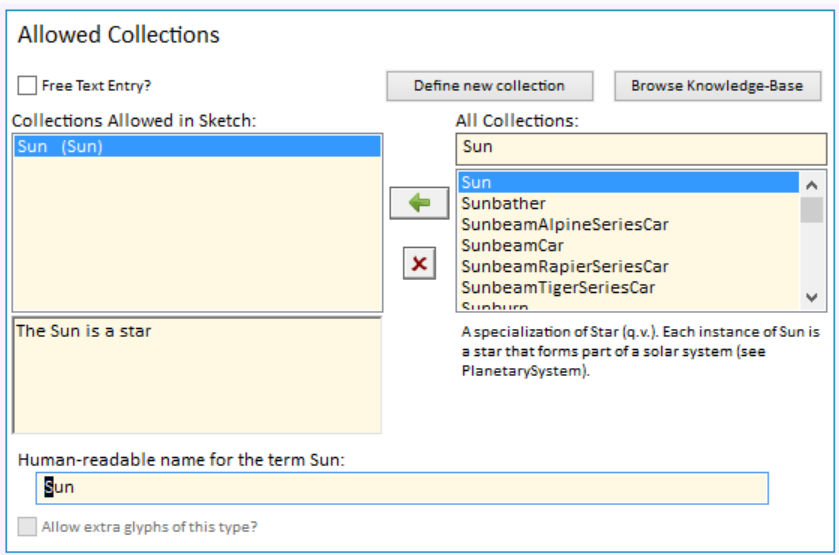 Allowed Collections
Free Text Entry?
Define new collection
Browse Knowledge-Base
Collections Allowed in Sketch:
All Collections:
Sun (Sun)
Sun
Sun
Sunbather
SunbeamAlpineSeriesCar
SunbeamCar
SunbeamRapierSeriesCar
SunbeamTigerSeriesCar
Sunburn
The Sun is a star
A specialization of Star (q.v.). Each instance of Sun is
a star that forms part of a solar system (see
PlanetarySystem).
Human-readable name for the term Sun:
Sun
Allow extra glyphs of this type?